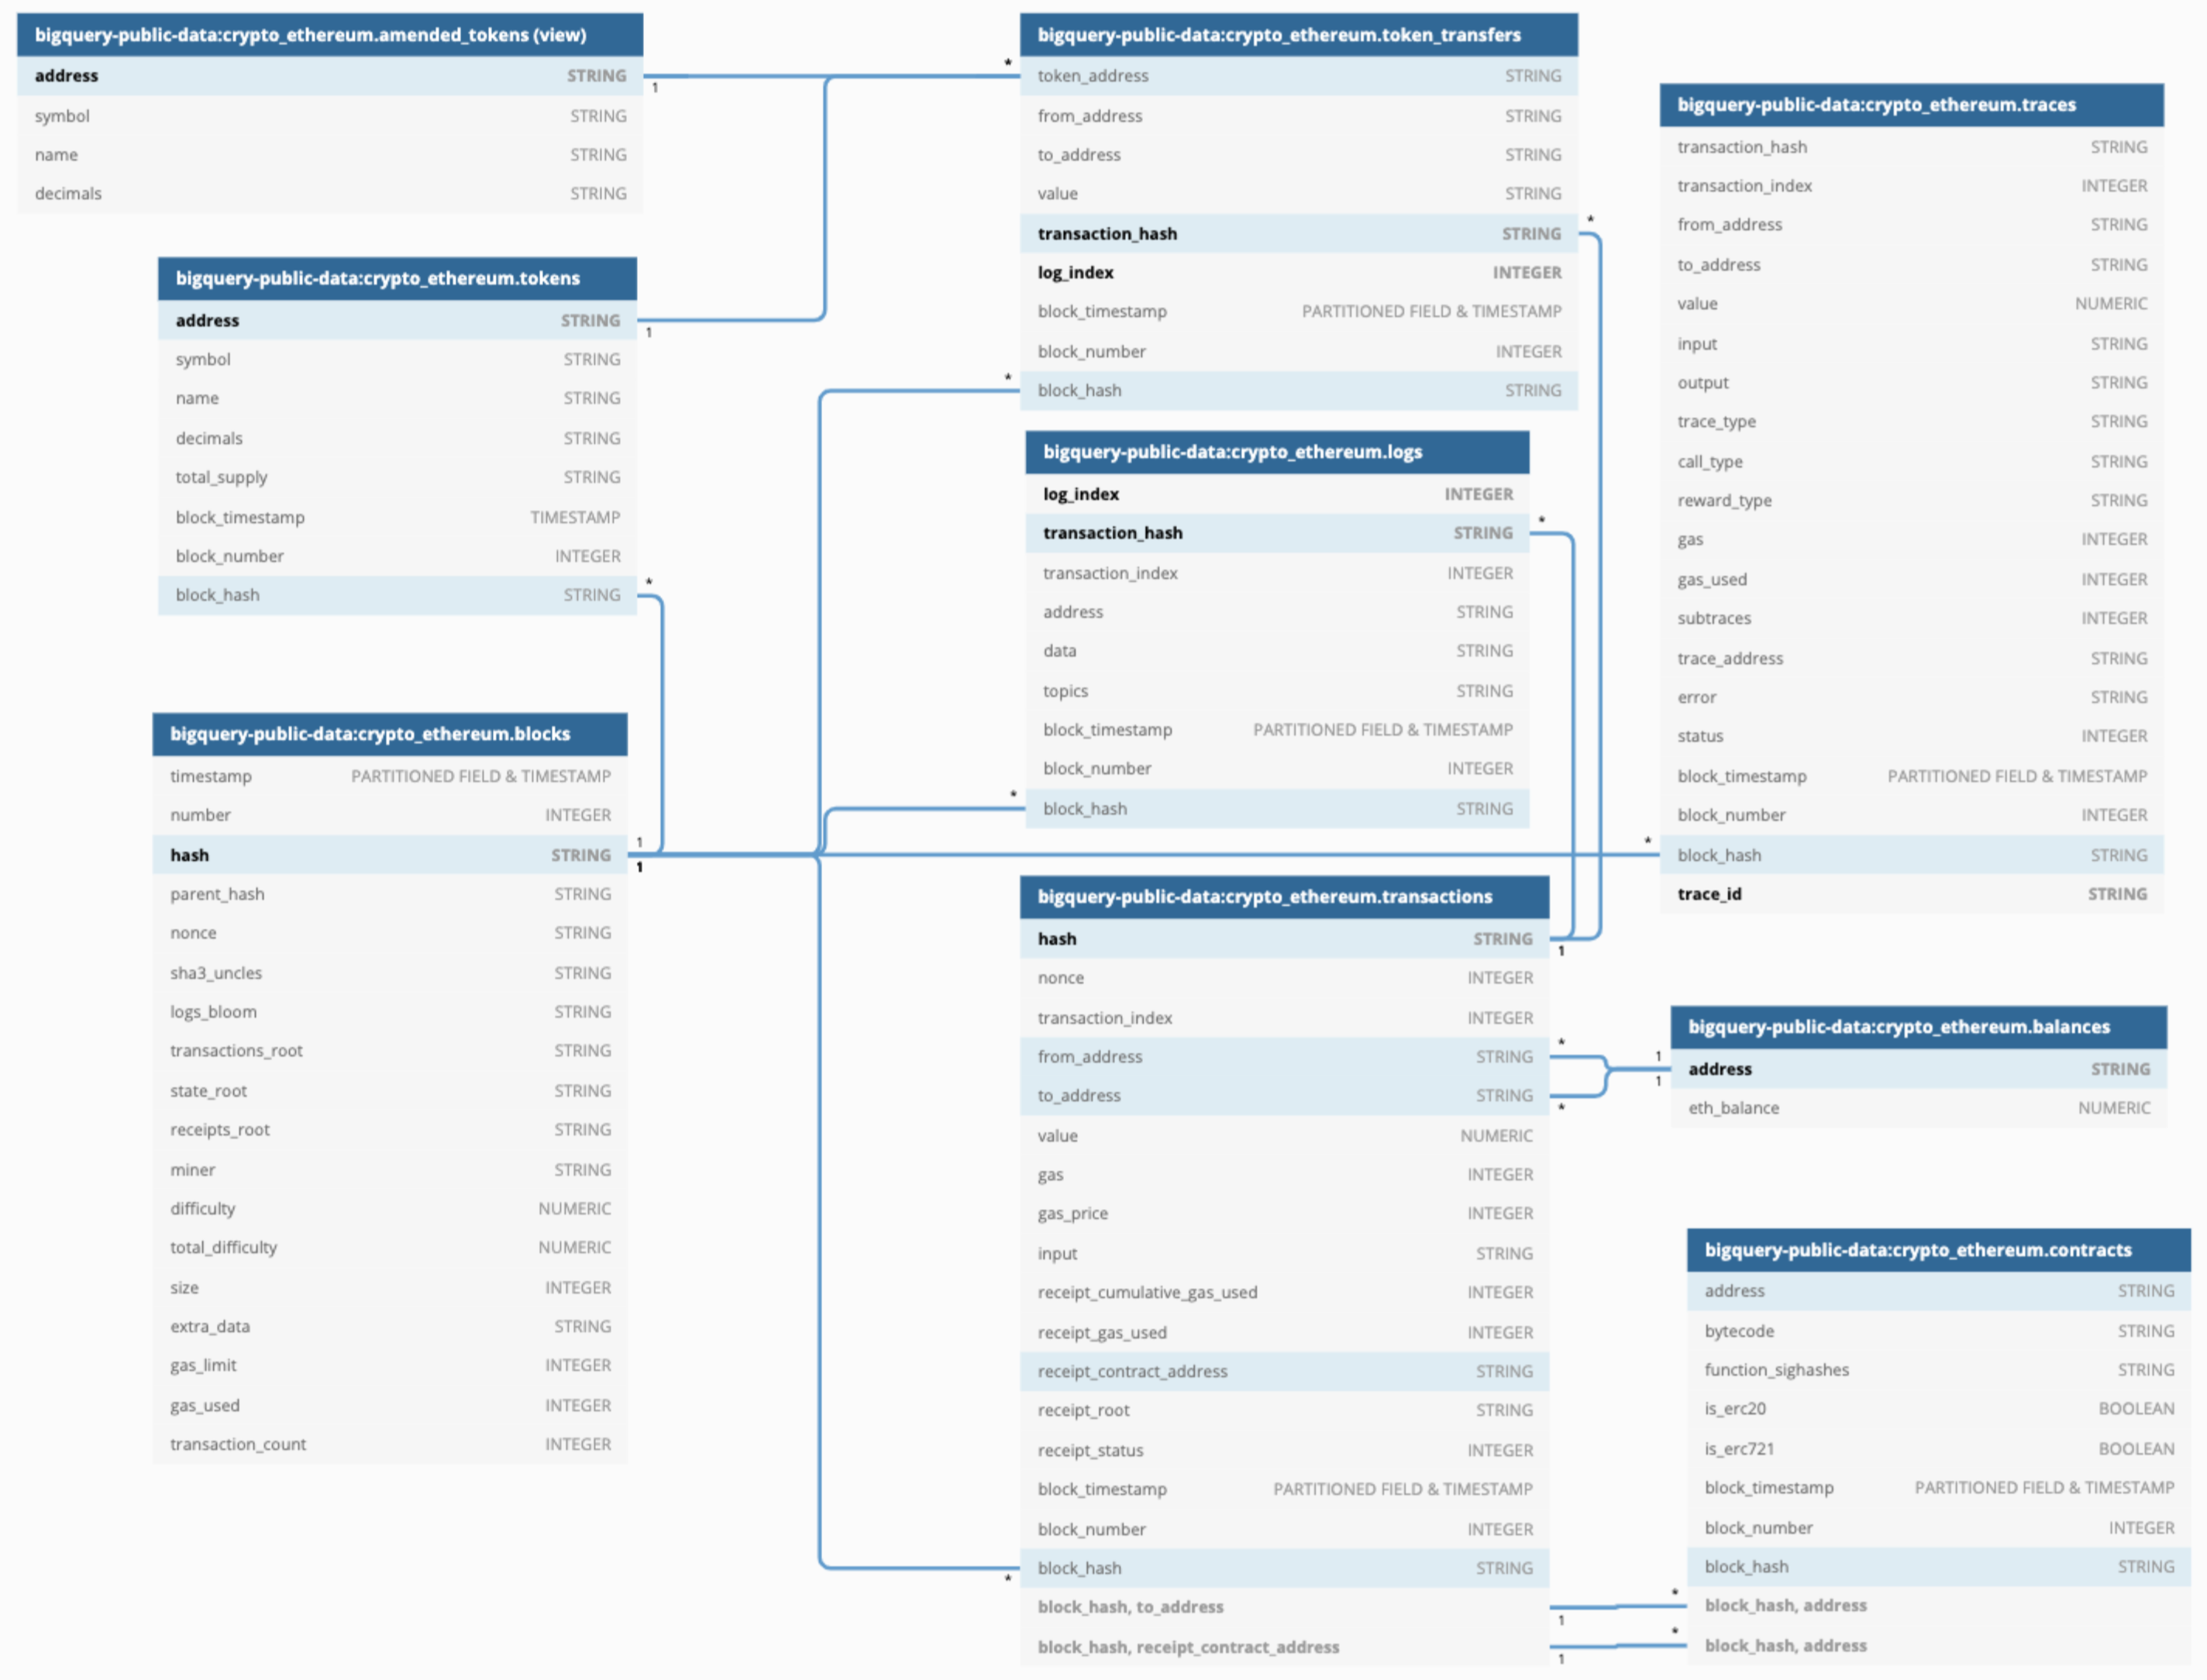 bigquery-public-data:crypto_ethereum.amended_tokens (view)
address STRING
1
symbol STRING
name STRING
decimals STRING
bigquery-public-data:crypto_ethereum.tokens
address STRING
1
symbol STRING
name STRING
decimals STRING
total_supply STRING
block_timestamp TIMESTAMP
block_number INTEGER
*
block_hash STRING
bigquery-public-data:crypto_ethereum.blocks
timestamp PARTITIONED FIELD & TIMESTAMP
number INTEGER
1
hash STRING
1
parent_hash STRING
nonce STRING
sha3_uncles STRING
logs_bloom STRING
transactions_root STRING
state_root STRING
receipts_root STRING
miner STRING
difficulty NUMERIC
total_difficulty NUMERIC
size INTEGER
extra_data STRING
gas_limit INTEGER
gas_used INTEGER
transaction_count INTEGER
bigquery-public-data:crypto_ethereum.token_transfers
*
token_address STRING
from_address STRING
to_address STRING
value STRING
*
transaction_hash STRING
log_index INTEGER
block_timestamp PARTITIONED FIELD & TIMESTAMP
block_number INTEGER
*
block_hash STRING
bigquery-public-data:crypto_ethereum.logs
log_index INTEGER
*
transaction_hash STRING
transaction_index INTEGER
address STRING
data STRING
topics STRING
block_timestamp PARTITIONED FIELD & TIMESTAMP
block_number INTEGER
*
block_hash STRING
bigquery-public-data:crypto_ethereum.transactions
hash STRING
1
nonce INTEGER
transaction_index INTEGER
*
from_address STRING
to_address STRING
*
value NUMERIC
gas INTEGER
gas_price INTEGER
input STRING
receipt_cumulative_gas_used INTEGER
receipt_gas_used INTEGER
receipt_contract_address STRING
receipt_root STRING
receipt_status INTEGER
block_timestamp PARTITIONED FIELD & TIMESTAMP
block_number INTEGER
block_hash STRING
*
block_hash, to_address
1
block_hash, receipt_contract_address
1
bigquery-public-data:crypto_ethereum.traces
transaction_hash STRING
transaction_index INTEGER
from_address STRING
to_address STRING
value NUMERIC
input STRING
output STRING
trace_type STRING
call_type STRING
reward_type STRING
gas INTEGER
gas_used INTEGER
subtraces INTEGER
trace_address STRING
error STRING
status INTEGER
block_timestamp PARTITIONED FIELD & TIMESTAMP
block_number INTEGER
*
block_hash STRING
trace_id STRING
bigquery-public-data:crypto_ethereum.balances
1
address STRING
1
eth_balance NUMERIC
bigquery-public-data:crypto_ethereum.contracts
address STRING
bytecode STRING
function_sighashes STRING
is_erc20 BOOLEAN
is_erc721 BOOLEAN
block_timestamp PARTITIONED FIELD & TIMESTAMP
block_number INTEGER
block_hash STRING
*
block_hash, address
*
block_hash, address